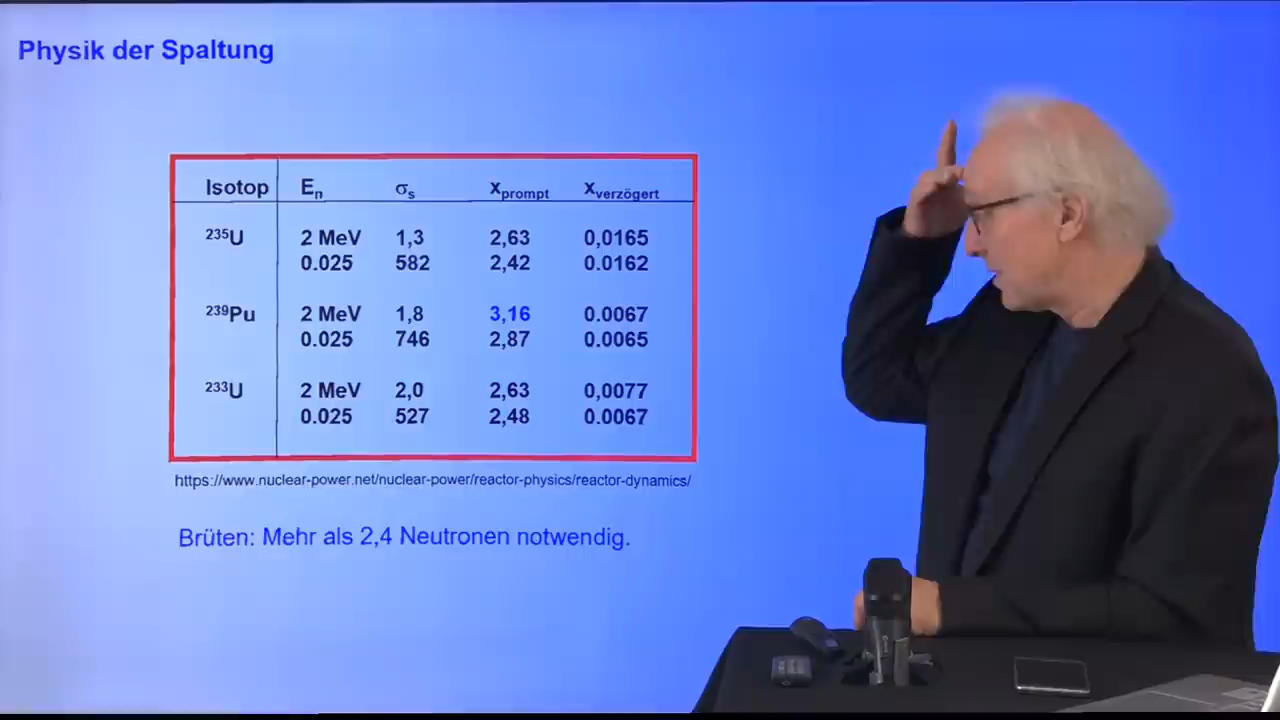 Physik der Spaltung
Isotop En σs xprompt xverzögert
235U 2 MeV 1,3 2,63 0,0165
0.025 582 2,42 0.0162
239Pu 2 MeV 1,8 3,16 0.0067
0.025 746 2,87 0.0065
233U 2 MeV 2,0 2,63 0,0077
0.025 527 2,48 0.0067
https://www.nuclear-power.net/nuclear-power/reactor-physics/reactor-dynamics/
Brüten: Mehr als 2,4 Neutronen notwendig.